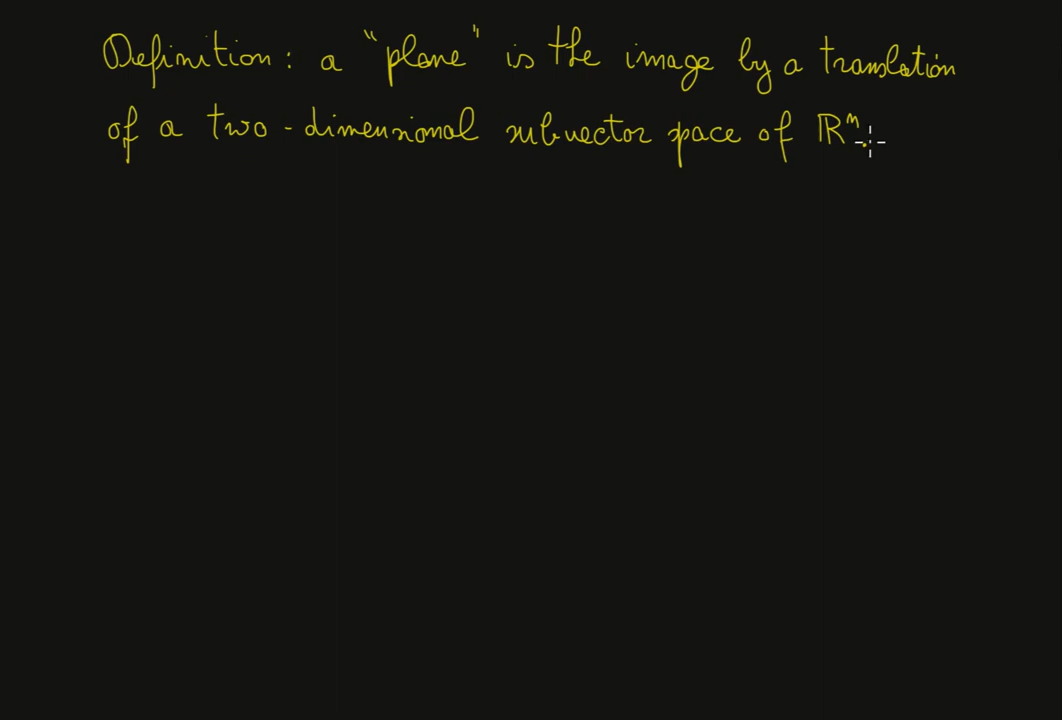 Definition: a "plane" is the image by a translation
of a two-dimensional subvector space of ℝⁿ.